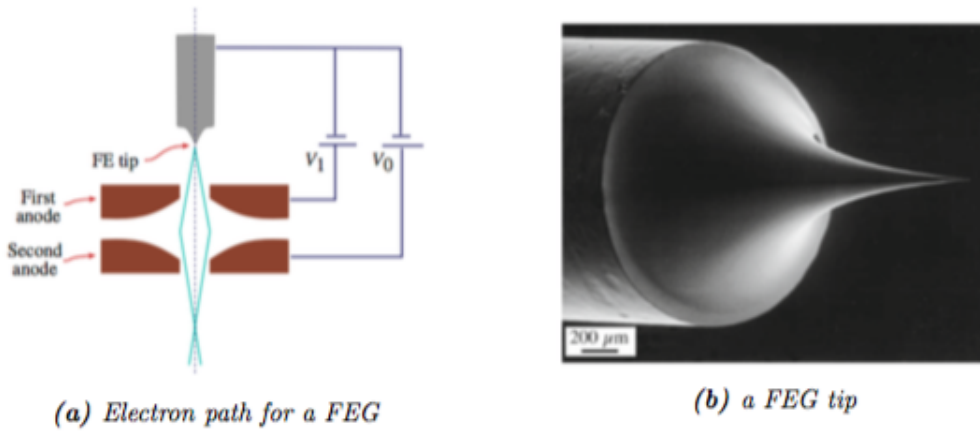 FE tip
V1
V0
First
anode
Second
anode
200 μm
(a) Electron path for a FEG
(b) a FEG tip